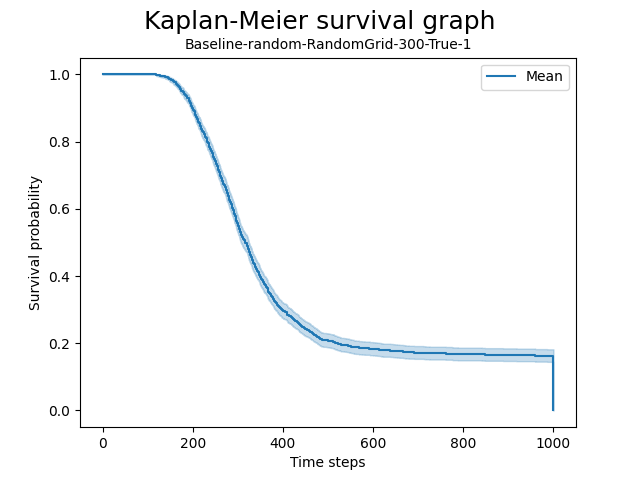 Kaplan-Meier survival graph
Baseline-random-RandomGrid-300-True-1
Mean
Survival probability
1.0
0.8
0.6
0.4
0.2
0.0
0 200 400 600 800 1000
Time steps